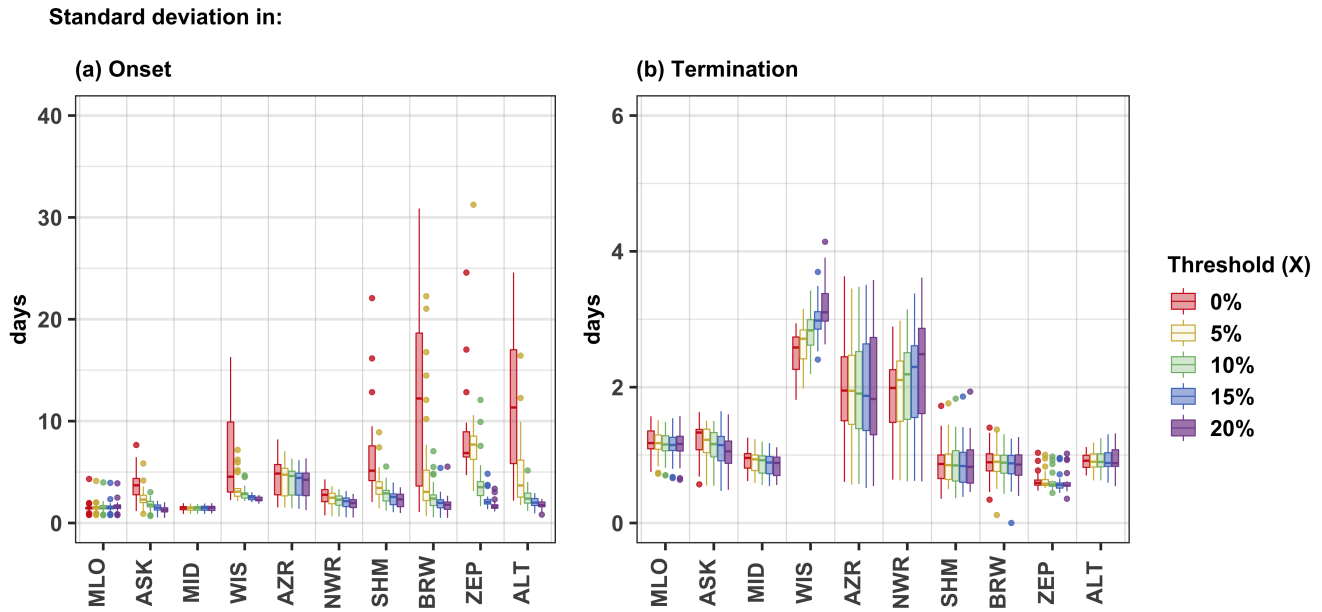 Standard deviation in:
(a) Onset
(b) Termination
40
30
20
10
0
days
MLO
ASK
MID
WIS
AZR
NWR
SHM
BRW
ZEP
ALT
6
4
2
0
days
MLO
ASK
MID
WIS
AZR
NWR
SHM
BRW
ZEP
ALT
Threshold (X)
0%
5%
10%
15%
20%